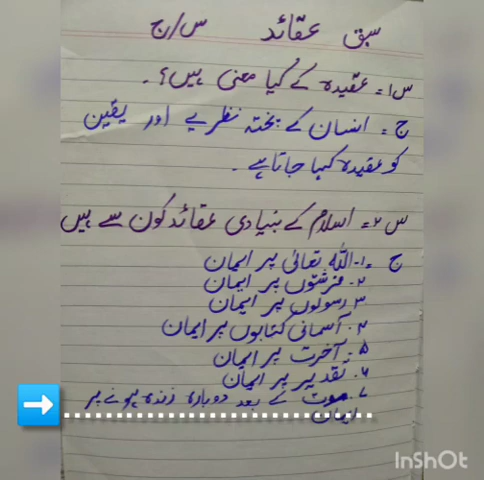 سبق عقائد س/ج
س۱= عقیدہ کے کیا معنی ہیں؟۔
ج= انسان کے پختہ نظریے اور یقین
کو عقیدہ کہا جاتا ہے۔
س۲= اسلام کے بنیادی عقائد کون سے ہیں
ج =۱۔ اللہ تعالیٰ پر ایمان
۲۔ فرشتوں پر ایمان
۳۔ رسولوں پر ایمان
۴۔ آسمانی کتابوں پر ایمان
۵۔ آخرت پر ایمان
۶۔ تقدیر پر ایمان
۷۔ موت کے بعد دوبارہ زندہ ہونے پر
ایمان
InShOt